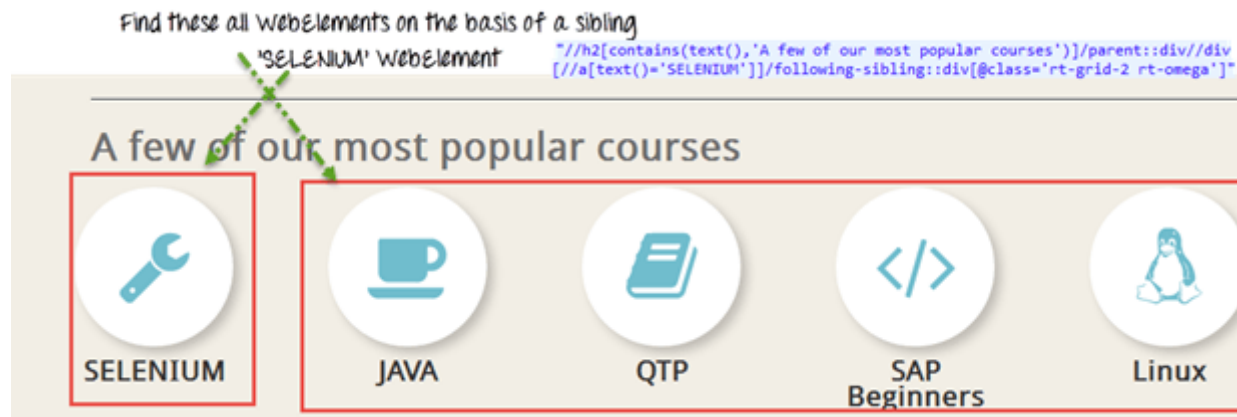 Find these all WebElements on the basis of a sibling
'SELENIUM' WebElement
"//h2[contains(text(),'A few of our most popular courses')]/parent::div//div
[//a[text()='SELENIUM']]/following-sibling::div[@class='rt-grid-2 rt-omega']"
A few of our most popular courses
SELENIUM
JAVA
QTP
SAP
Beginners
Linux